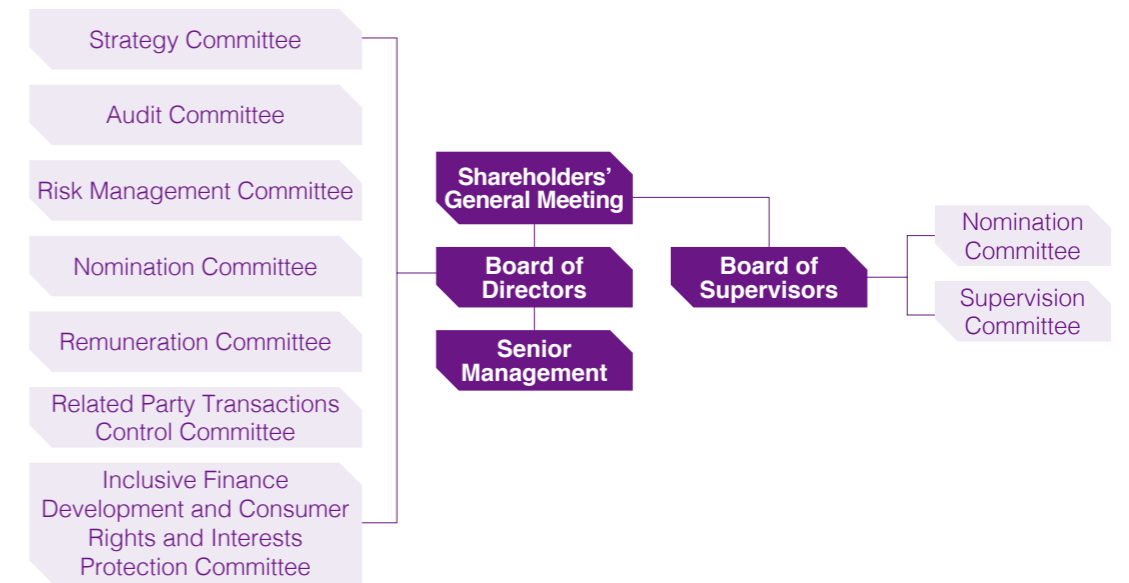 Strategy Committee
Audit Committee
Risk Management Committee
Nomination Committee
Remuneration Committee
Related Party Transactions
Control Committee
Inclusive Finance
Development and Consumer
Rights and Interests
Protection Committee
Shareholders'
General Meeting
Board of
Directors
Senior
Management
Board of
Supervisors
Nomination
Committee
Supervision
Committee